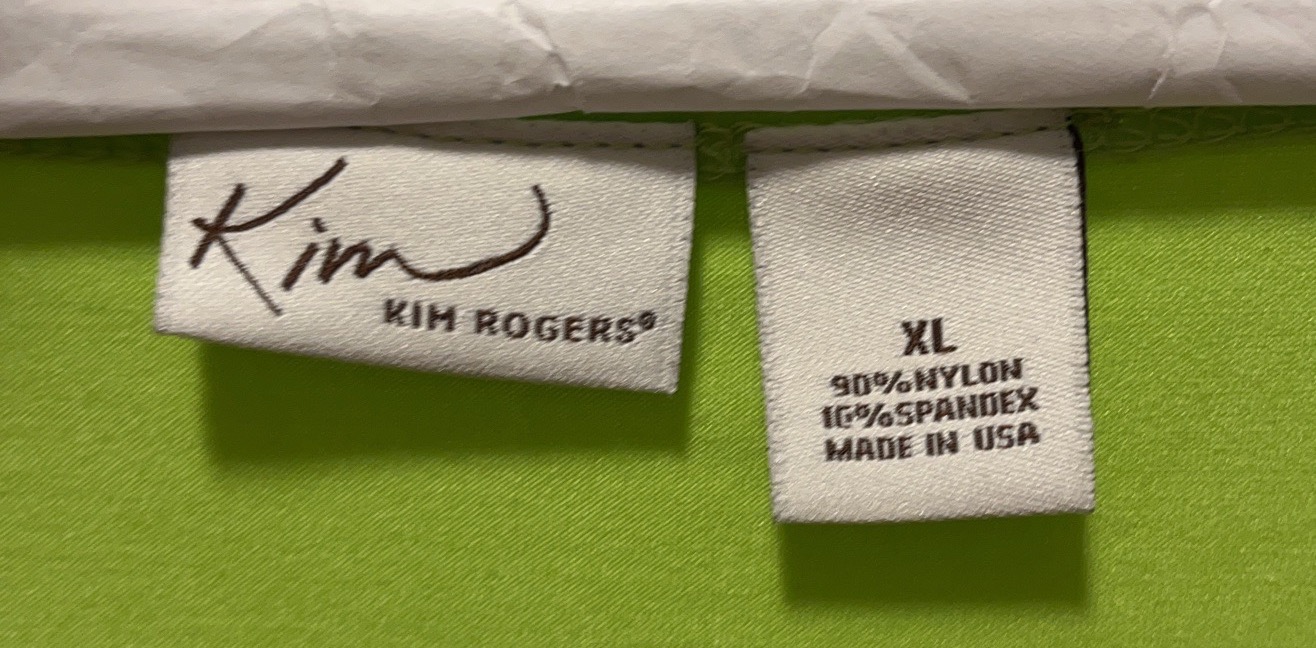 Kim
KIM ROGERS®
XL
90%NYLON
10%SPANDEX
MADE IN USA